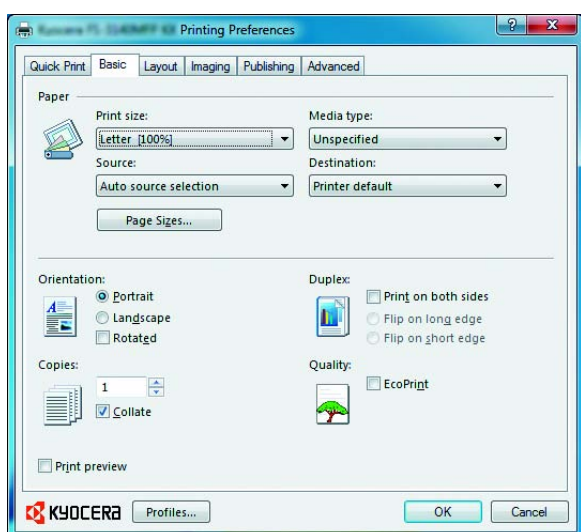 Printing Preferences
Quick Print Basic Layout Imaging Publishing Advanced
Paper
Print size: Media type:
Letter [100%] Unspecified
Source: Destination:
Auto source selection Printer default
Page Sizes...
Orientation: Duplex:
Portrait Print on both sides
Landscape Flip on long edge
Rotated Flip on short edge
Copies: Quality:
1 EcoPrint
Collate
Print preview
KYOCERA Profiles... OK Cancel